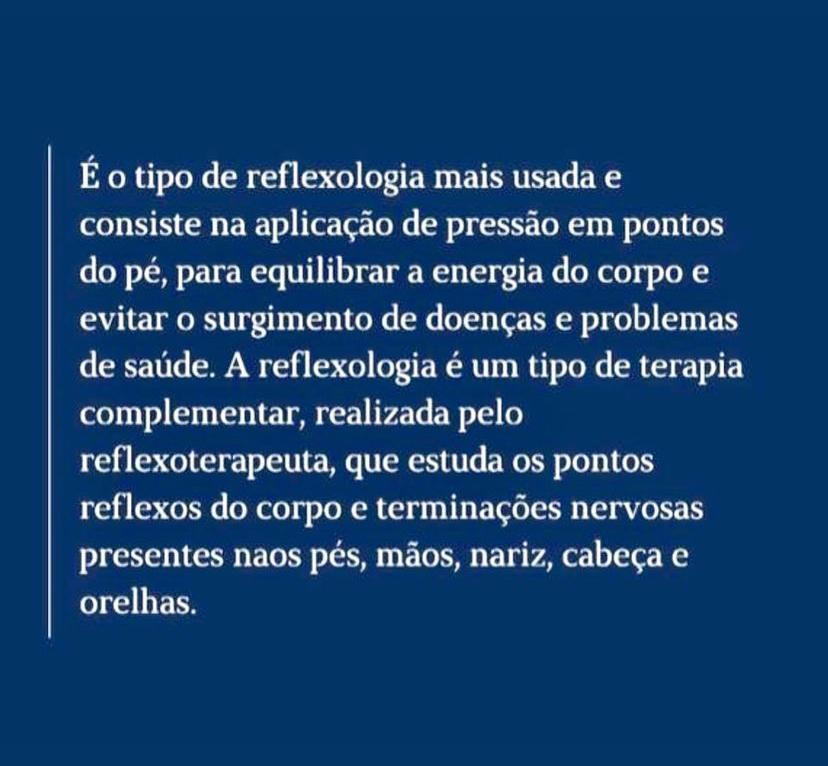 É o tipo de reflexologia mais usada e
consiste na aplicação de pressão em pontos
do pé, para equilibrar a energia do corpo e
evitar o surgimento de doenças e problemas
de saúde. A reflexologia é um tipo de terapia
complementar, realizada pelo
reflexoterapeuta, que estuda os pontos
reflexos do corpo e terminações nervosas
presentes naos pés, mãos, nariz, cabeça e
orelhas.